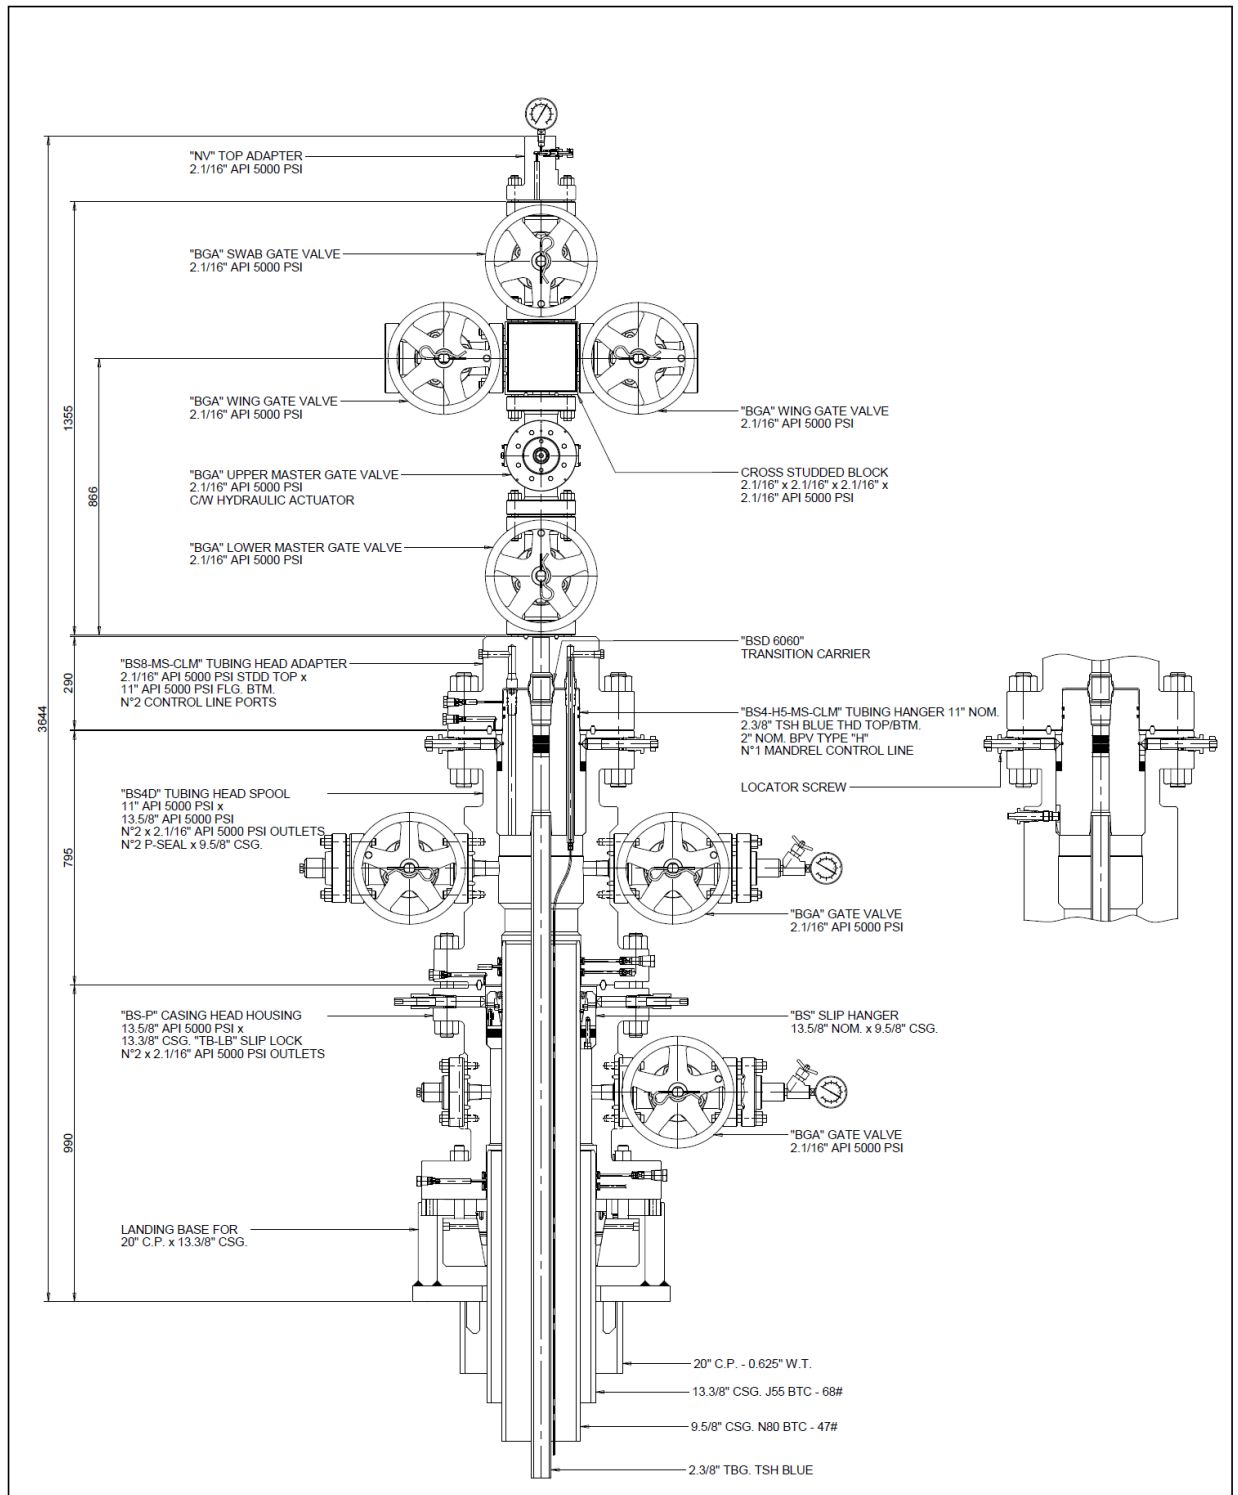 "NV" TOP ADAPTER
2.1/16" API 5000 PSI
"BGA" SWAB GATE VALVE
2.1/16" API 5000 PSI
"BGA" WING GATE VALVE
2.1/16" API 5000 PSI
"BGA" WING GATE VALVE
2.1/16" API 5000 PSI
"BGA" UPPER MASTER GATE VALVE
2.1/16" API 5000 PSI
C/W HYDRAULIC ACTUATOR
CROSS STUDDED BLOCK
2.1/16" x 2.1/16" x 2.1/16" x
2.1/16" API 5000 PSI
"BGA" LOWER MASTER GATE VALVE
2.1/16" API 5000 PSI
1355
866
3644
290
795
990
"BSD 6060"
TRANSITION CARRIER
"BS8-MS-CLM" TUBING HEAD ADAPTER
2.1/16" API 5000 PSI STDD TOP x
11" API 5000 PSI FLG. BTM.
N°2 CONTROL LINE PORTS
"BS4-H5-MS-CLM" TUBING HANGER 11" NOM.
2.3/8" TSH BLUE THD TOP/BTM.
2" NOM. BPV TYPE "H"
N°1 MANDREL CONTROL LINE
LOCATOR SCREW
"BS4D" TUBING HEAD SPOOL
11" API 5000 PSI x
13.5/8" API 5000 PSI
N°2 x 2.1/16" API 5000 PSI OUTLETS
N°2 P-SEAL x 9.5/8" CSG.
"BGA" GATE VALVE
2.1/16" API 5000 PSI
"BS-P" CASING HEAD HOUSING
13.5/8" API 5000 PSI x
13.3/8" CSG. "TB-LB" SLIP LOCK
N°2 x 2.1/16" API 5000 PSI OUTLETS
"BS" SLIP HANGER
13.5/8" NOM. x 9.5/8" CSG.
"BGA" GATE VALVE
2.1/16" API 5000 PSI
LANDING BASE FOR
20" C.P. x 13.3/8" CSG.
20" C.P. - 0.625" W.T.
13.3/8" CSG. J55 BTC - 68#
9.5/8" CSG. N80 BTC - 47#
2.3/8" TBG. TSH BLUE